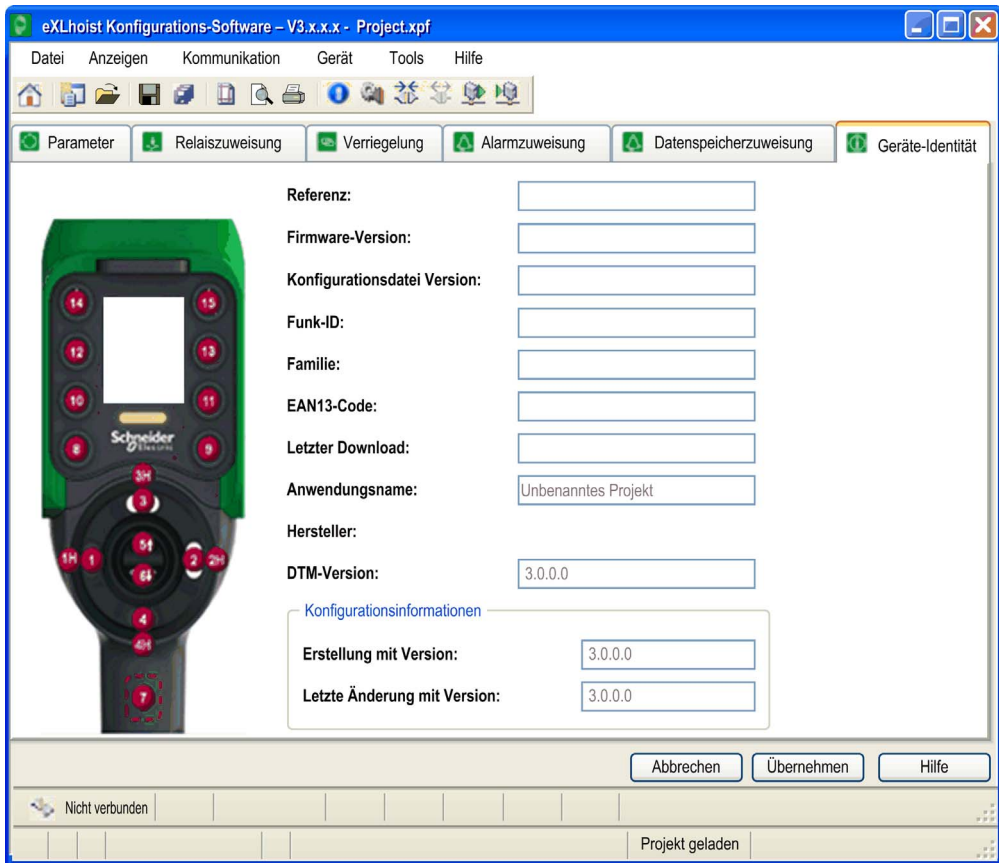 eXLhoist Konfigurations-Software – V3.x.x.x - Project.xpf
Datei Anzeigen Kommunikation Gerät Tools Hilfe
Parameter Relaiszuweisung Verriegelung Alarmzuweisung Datenspeicherzuweisung Geräte-Identität
Referenz:
Firmware-Version:
Konfigurationsdatei Version:
Funk-ID:
Familie:
EAN13-Code:
Letzter Download:
Anwendungsname: Unbenanntes Projekt
Hersteller:
DTM-Version: 3.0.0.0
Konfigurationsinformationen
Erstellung mit Version: 3.0.0.0
Letzte Änderung mit Version: 3.0.0.0
14 15
12 13
10 11
Schneider Electric
8 9
3H
3
5↑
1H 1 2 2H
6↓
4
4H
7
Abbrechen Übernehmen Hilfe
Nicht verbunden
Projekt geladen